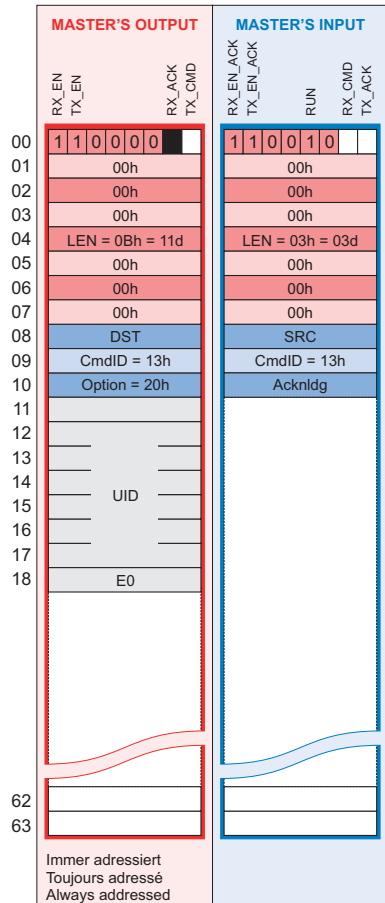 MASTER'S OUTPUT MASTER'S INPUT
RX_EN TX_EN RX_ACK TX_CMD RX_EN_ACK TX_EN_ACK RUN RX_CMD TX_ACK
00 1 1 0 0 0 0 1 1 0 0 1 0
01 00h 00h
02 00h 00h
03 00h 00h
04 LEN = 0Bh = 11d LEN = 03h = 03d
05 00h 00h
06 00h 00h
07 00h 00h
08 DST SRC
09 CmdID = 13h CmdID = 13h
10 Option = 20h Acknldg
11
12
13
14
UID
15
16
17
18 E0
62
63
Immer adressiert
Toujours adressé
Always addressed